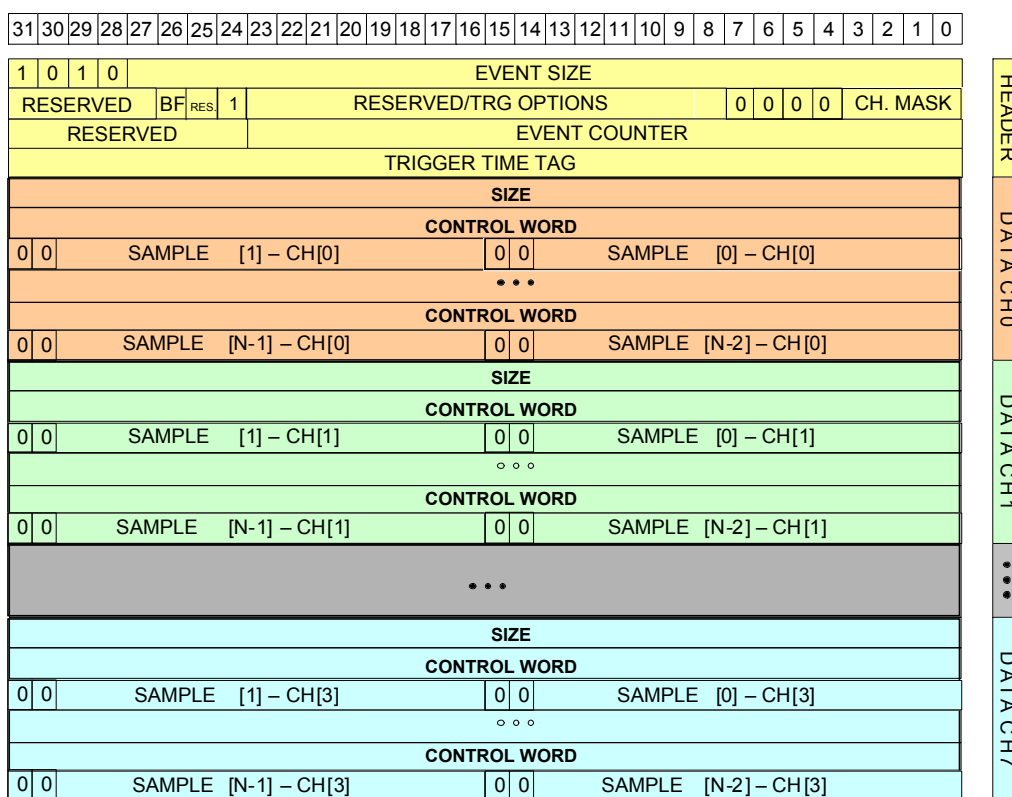 31 30 29 28 27 26 25 24 23 22 21 20 19 18 17 16 15 14 13 12 11 10 9 8 7 6 5 4 3 2 1 0
1 0 1 0 EVENT SIZE
RESERVED BF RES. 1 RESERVED/TRG OPTIONS 0 0 0 0 CH. MASK
RESERVED EVENT COUNTER
TRIGGER TIME TAG
HEADER
SIZE
CONTROL WORD
0 0 SAMPLE [1] – CH[0] 0 0 SAMPLE [0] – CH[0]
• • •
CONTROL WORD
0 0 SAMPLE [N-1] – CH[0] 0 0 SAMPLE [N-2] – CH[0]
DATA CH0
SIZE
CONTROL WORD
0 0 SAMPLE [1] – CH[1] 0 0 SAMPLE [0] – CH[1]
○ ○ ○
CONTROL WORD
0 0 SAMPLE [N-1] – CH[1] 0 0 SAMPLE [N-2] – CH[1]
DATA CH1
• • •
• • •
SIZE
CONTROL WORD
0 0 SAMPLE [1] – CH[3] 0 0 SAMPLE [0] – CH[3]
○ ○ ○
CONTROL WORD
0 0 SAMPLE [N-1] – CH[3] 0 0 SAMPLE [N-2] – CH[3]
DATA CH7